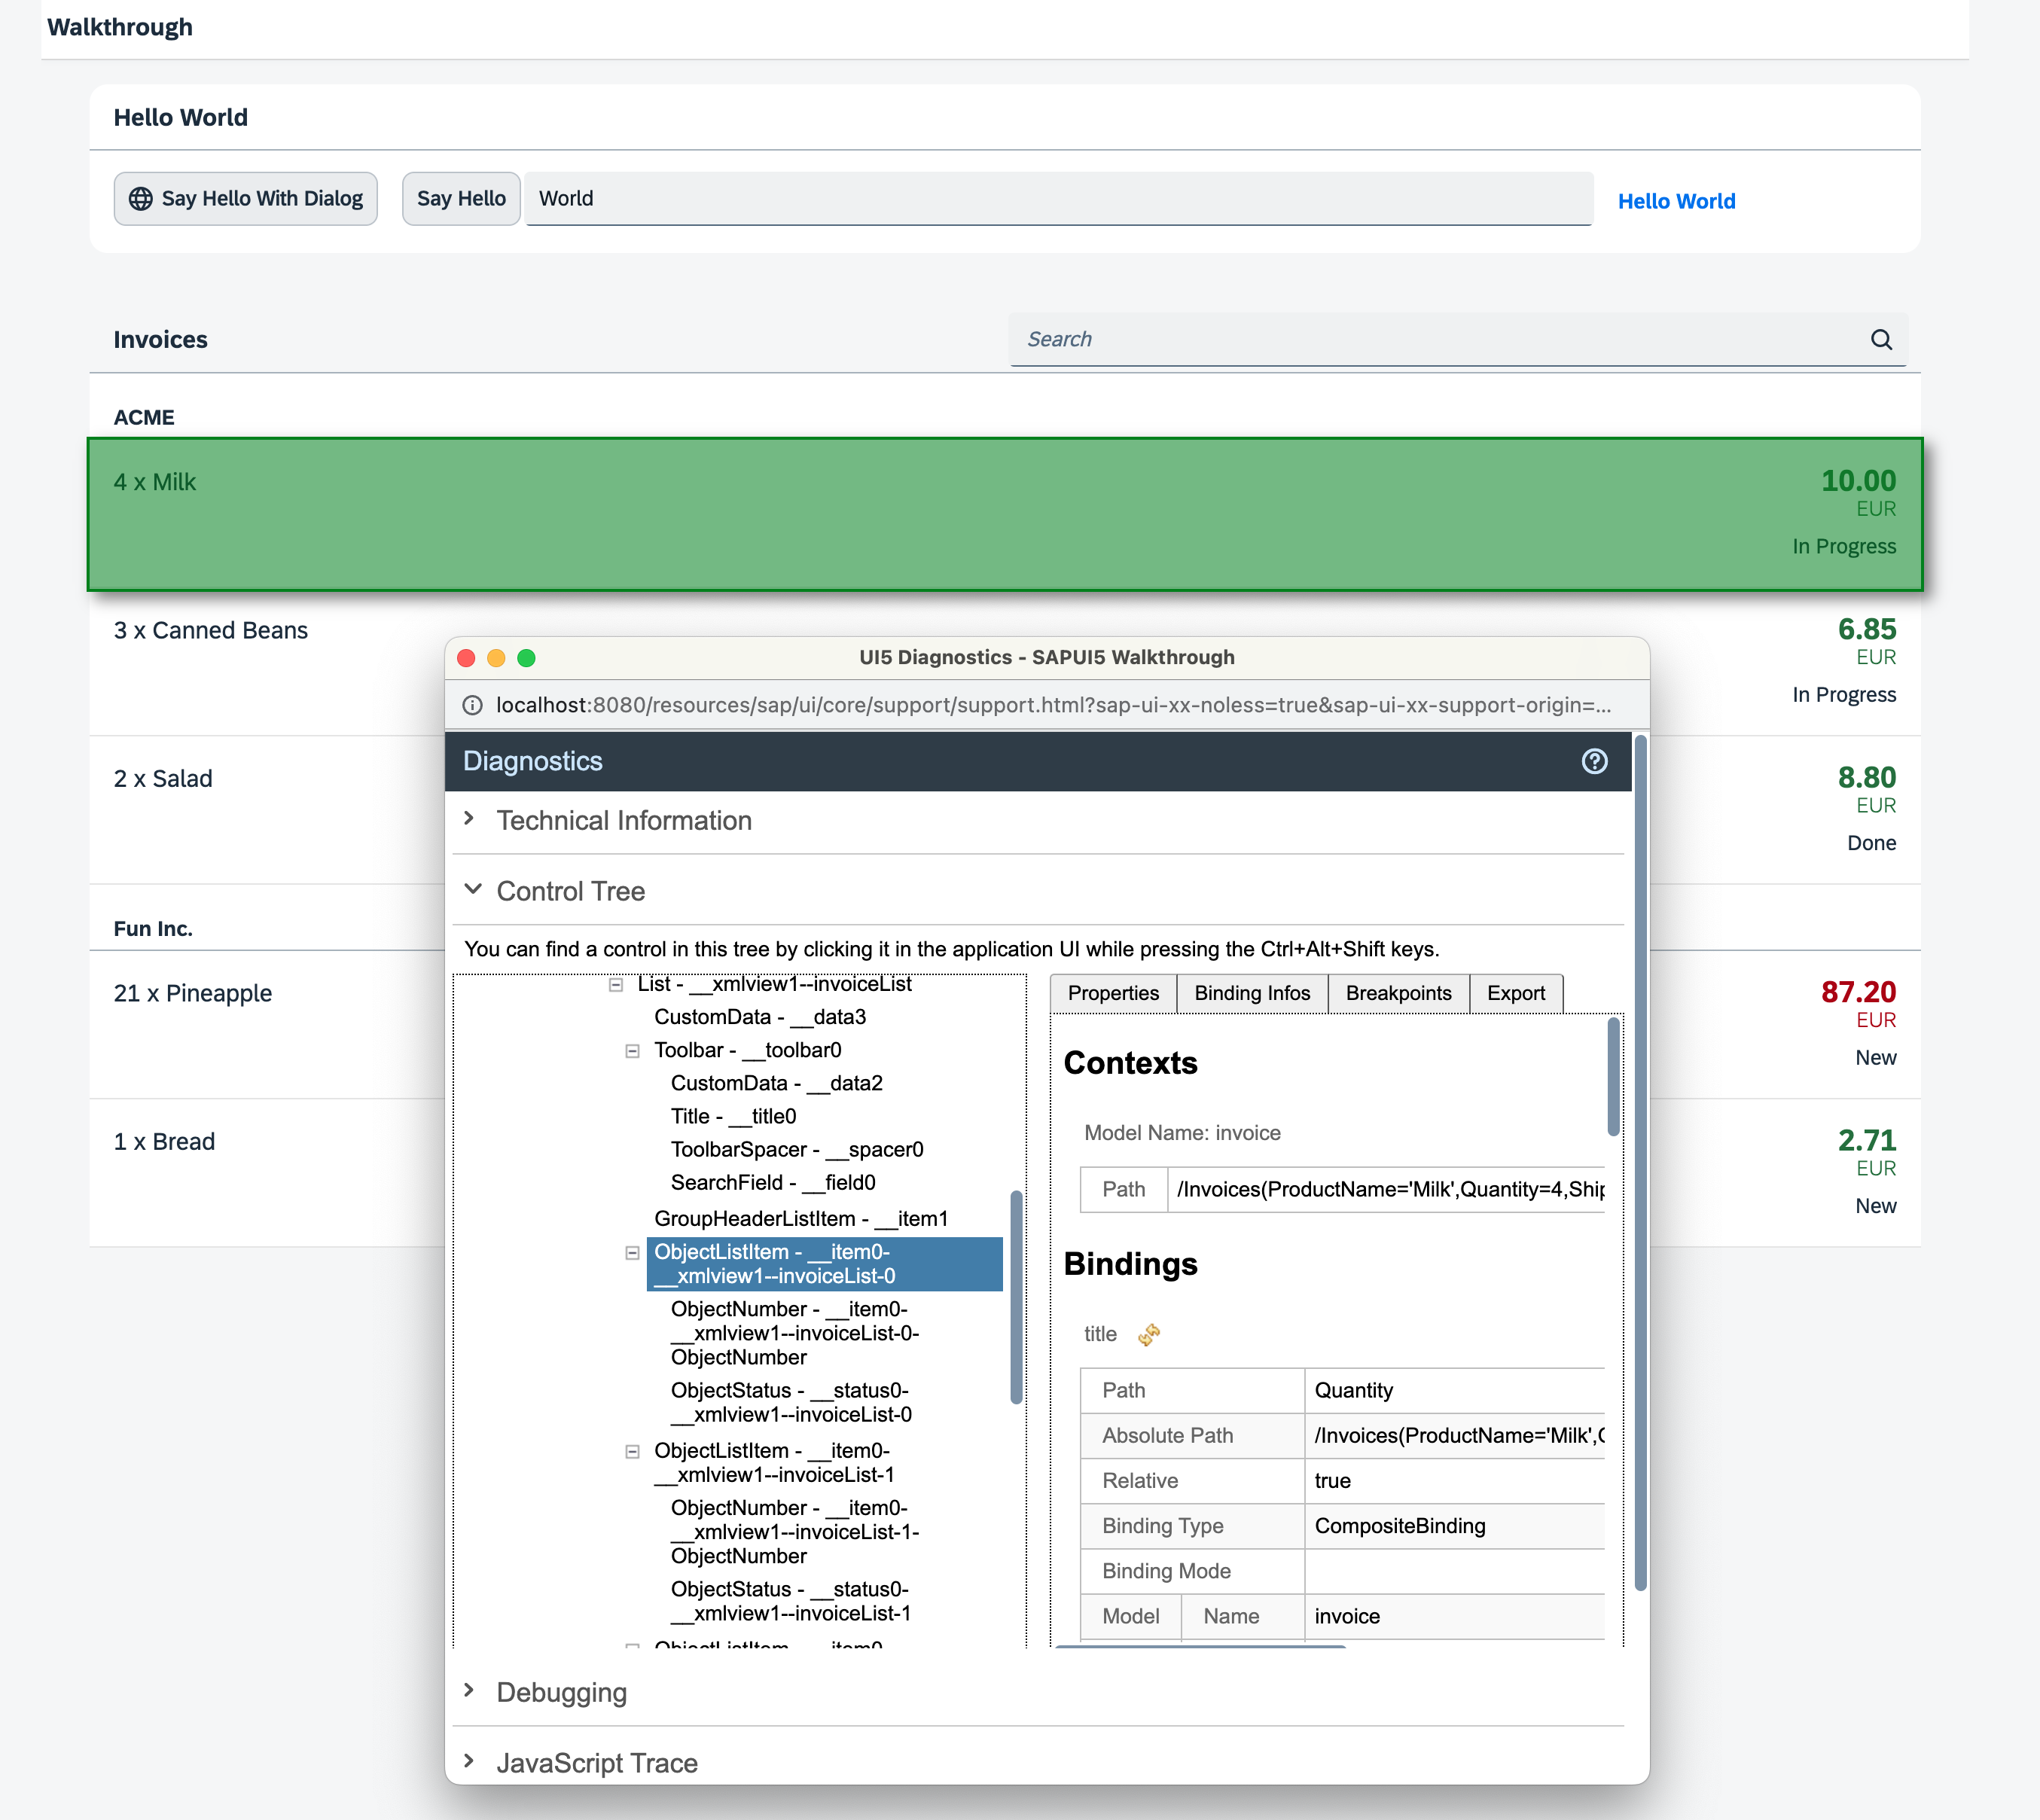 Walkthrough
Hello World
Say Hello With Dialog
Say Hello
World
Hello World
Invoices
Search
ACME
4 x Milk
10.00
EUR
In Progress
3 x Canned Beans
6.85
EUR
In Progress
2 x Salad
8.80
EUR
Done
Fun Inc.
21 x Pineapple
87.20
EUR
New
1 x Bread
2.71
EUR
New
UI5 Diagnostics - SAPUI5 Walkthrough
localhost:8080/resources/sap/ui/core/support/support.html?sap-ui-xx-noless=true&sap-ui-xx-support-origin=...
Diagnostics
Technical Information
Control Tree
You can find a control in this tree by clicking it in the application UI while pressing the Ctrl+Alt+Shift keys.
List - __xmlview1--invoiceList
CustomData - __data3
Toolbar - __toolbar0
CustomData - __data2
Title - __title0
ToolbarSpacer - __spacer0
SearchField - __field0
GroupHeaderListItem - __item1
ObjectListItem - __item0-
__xmlview1--invoiceList-0
ObjectNumber - __item0-
__xmlview1--invoiceList-0-
ObjectNumber
ObjectStatus - __status0-
__xmlview1--invoiceList-0
ObjectListItem - __item0-
__xmlview1--invoiceList-1
ObjectNumber - __item0-
__xmlview1--invoiceList-1-
ObjectNumber
ObjectStatus - __status0-
__xmlview1--invoiceList-1
ObjectListItem - __item0-
Properties
Binding Infos
Breakpoints
Export
Contexts
Model Name: invoice
Path /Invoices(ProductName='Milk',Quantity=4,Ship
Bindings
title
Path Quantity
Absolute Path /Invoices(ProductName='Milk',
Relative true
Binding Type CompositeBinding
Binding Mode
Model Name invoice
Debugging
JavaScript Trace